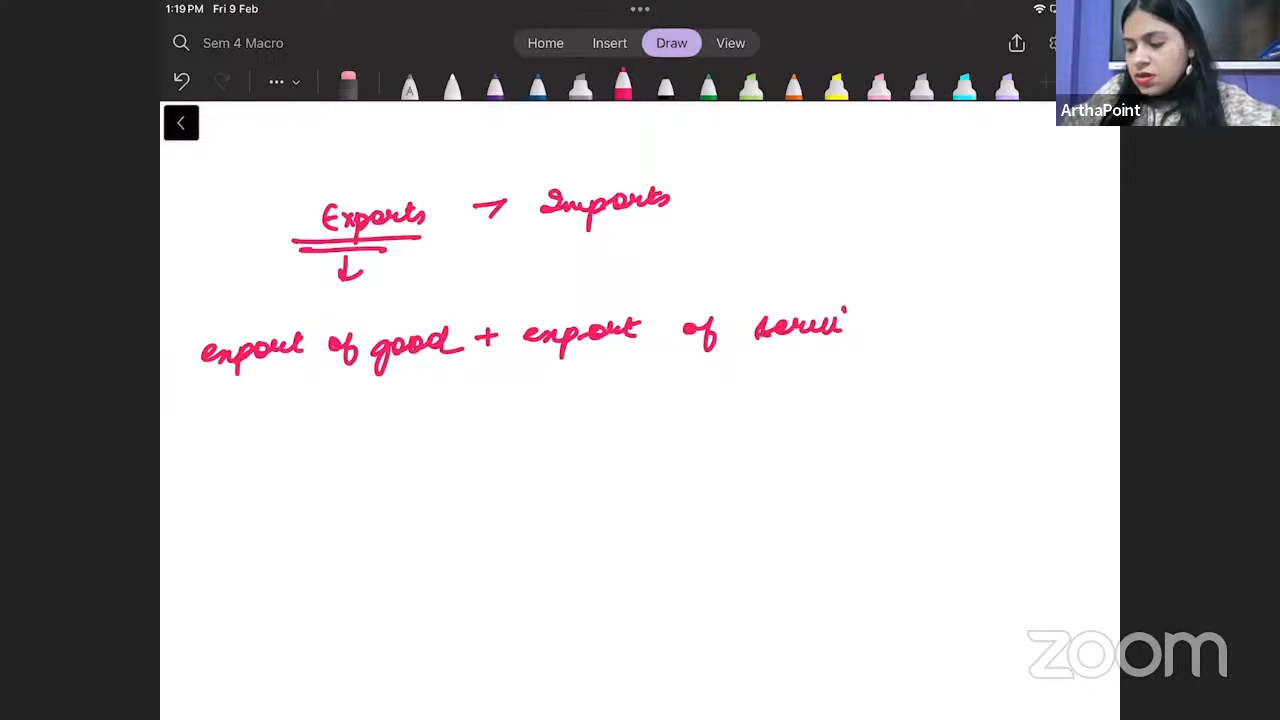 1:19 PM Fri 9 Feb
Sem 4 Macro
Home Insert Draw View
A
ArthaPoint
Exports > Imports
export of good + export of servi
zoom